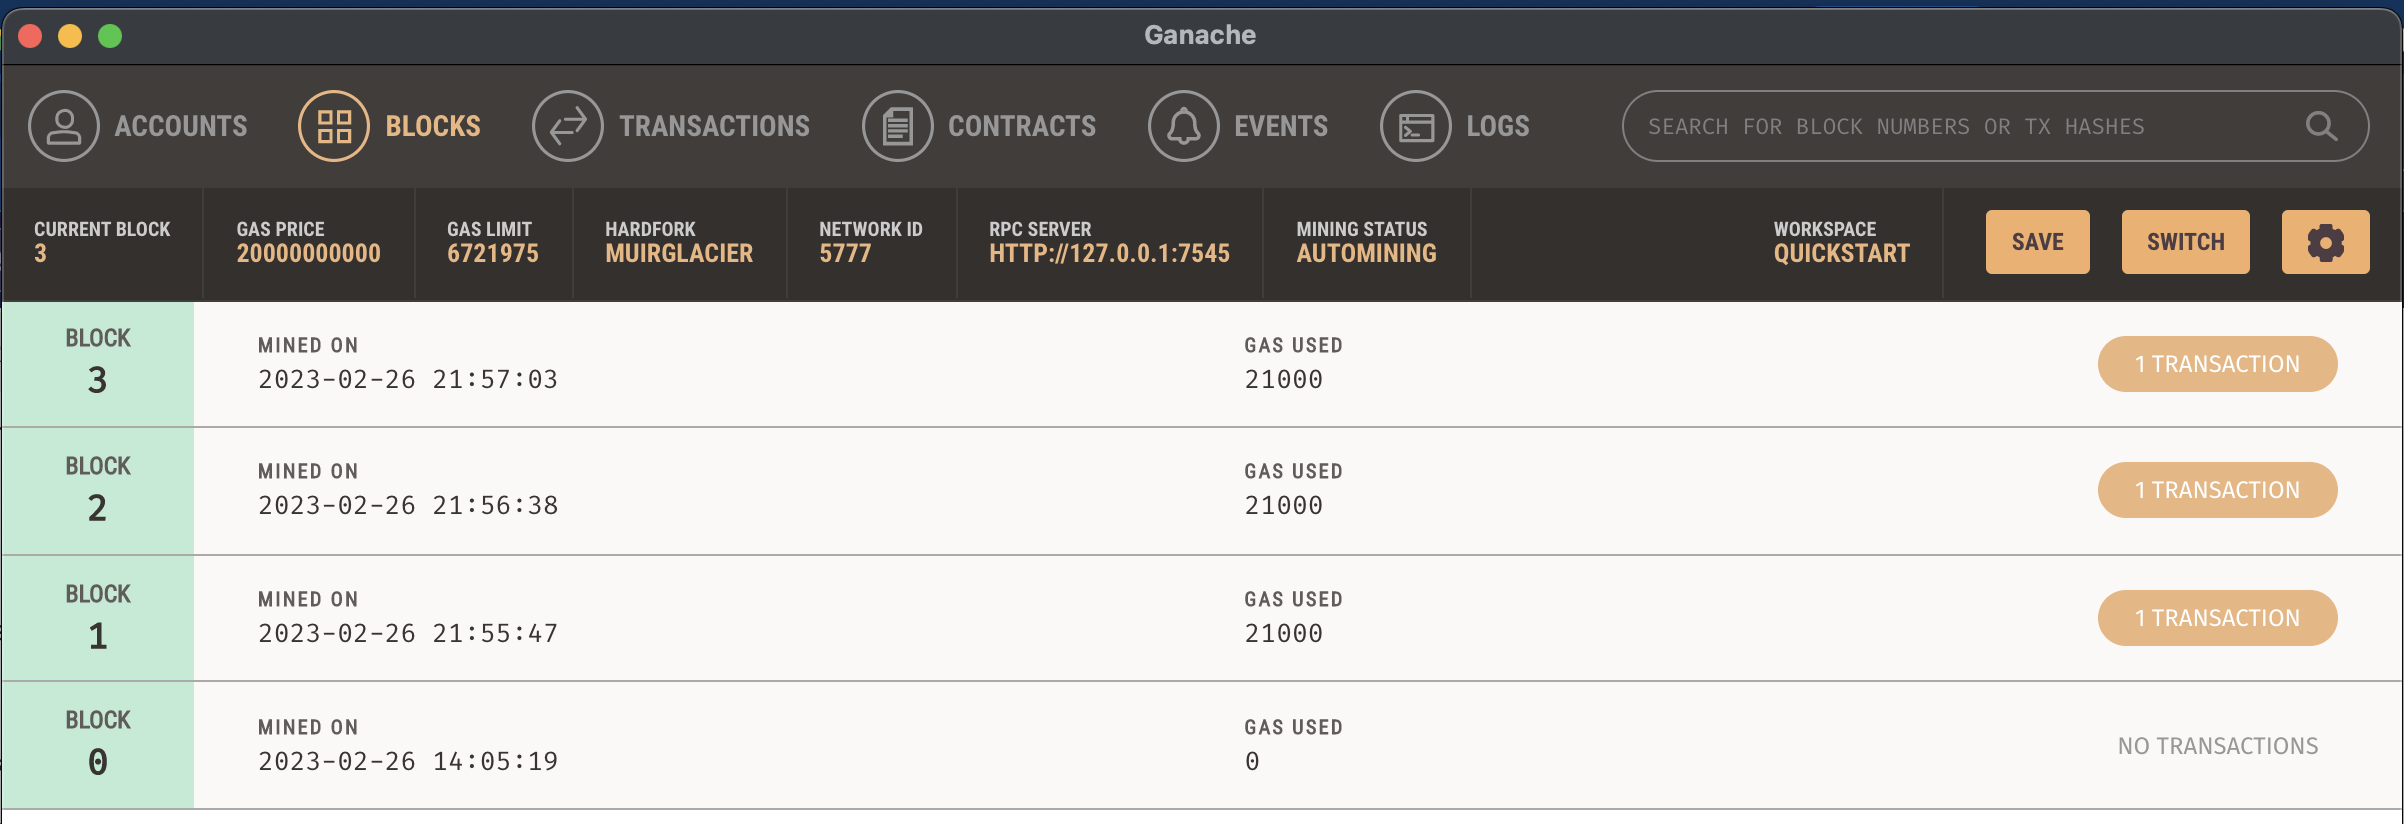 Ganache
ACCOUNTS BLOCKS TRANSACTIONS CONTRACTS EVENTS LOGS SEARCH FOR BLOCK NUMBERS OR TX HASHES
CURRENT BLOCK GAS PRICE GAS LIMIT HARDFORK NETWORK ID RPC SERVER MINING STATUS WORKSPACE
3 20000000000 6721975 MUIRGLACIER 5777 HTTP://127.0.0.1:7545 AUTOMINING QUICKSTART SAVE SWITCH
BLOCK MINED ON GAS USED
3 2023-02-26 21:57:03 21000 1 TRANSACTION
BLOCK MINED ON GAS USED
2 2023-02-26 21:56:38 21000 1 TRANSACTION
BLOCK MINED ON GAS USED
1 2023-02-26 21:55:47 21000 1 TRANSACTION
BLOCK MINED ON GAS USED
0 2023-02-26 14:05:19 0 NO TRANSACTIONS